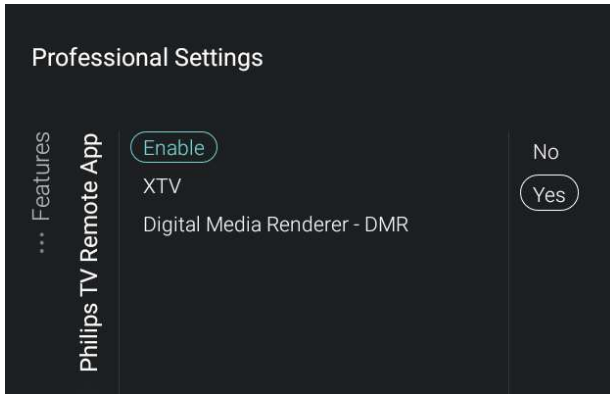 Professional Settings
... Features
Philips TV Remote App
Enable
XTV
Digital Media Renderer - DMR
No
Yes